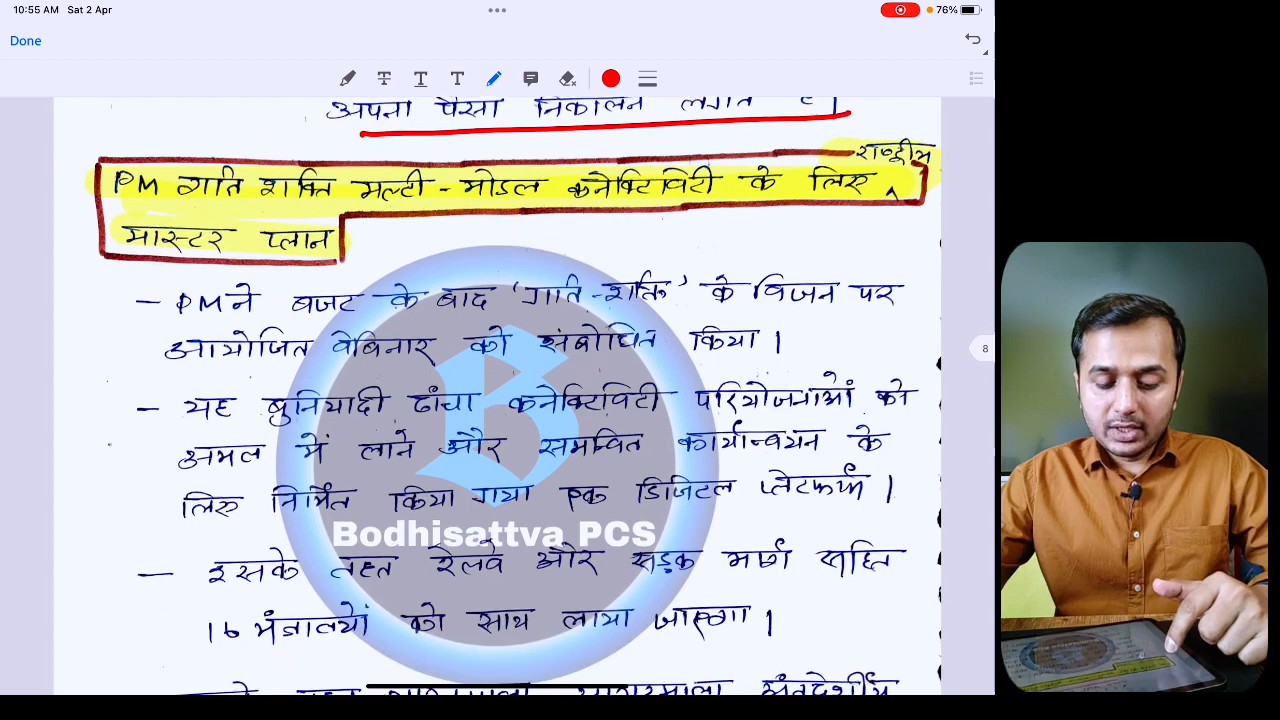 10:55 AM Sat 2 Apr
76%
Done
अपना पैसा निकालने लगते है।
राष्ट्रीय
PM गति शक्ति मल्टी-मोडल कनेक्टिविटी के लिए ^
मास्टर प्लान
- PM ने बजट के बाद 'गति-शक्ति' के विजन पर
आयोजित वेबिनार को संबोधित किया।
- यह बुनियादी ढांचा कनेक्टिविटी परियोजनाओं को
अमल में लाने और समन्वित कार्यान्वयन के
लिए निर्मित किया गया एक डिजिटल प्लेटफार्म।
Bodhisattva PCS
- इसके तहत रेलवे और सड़क मार्ग सहित
16 मंत्रालयों को साथ लाया जाएगा।
8